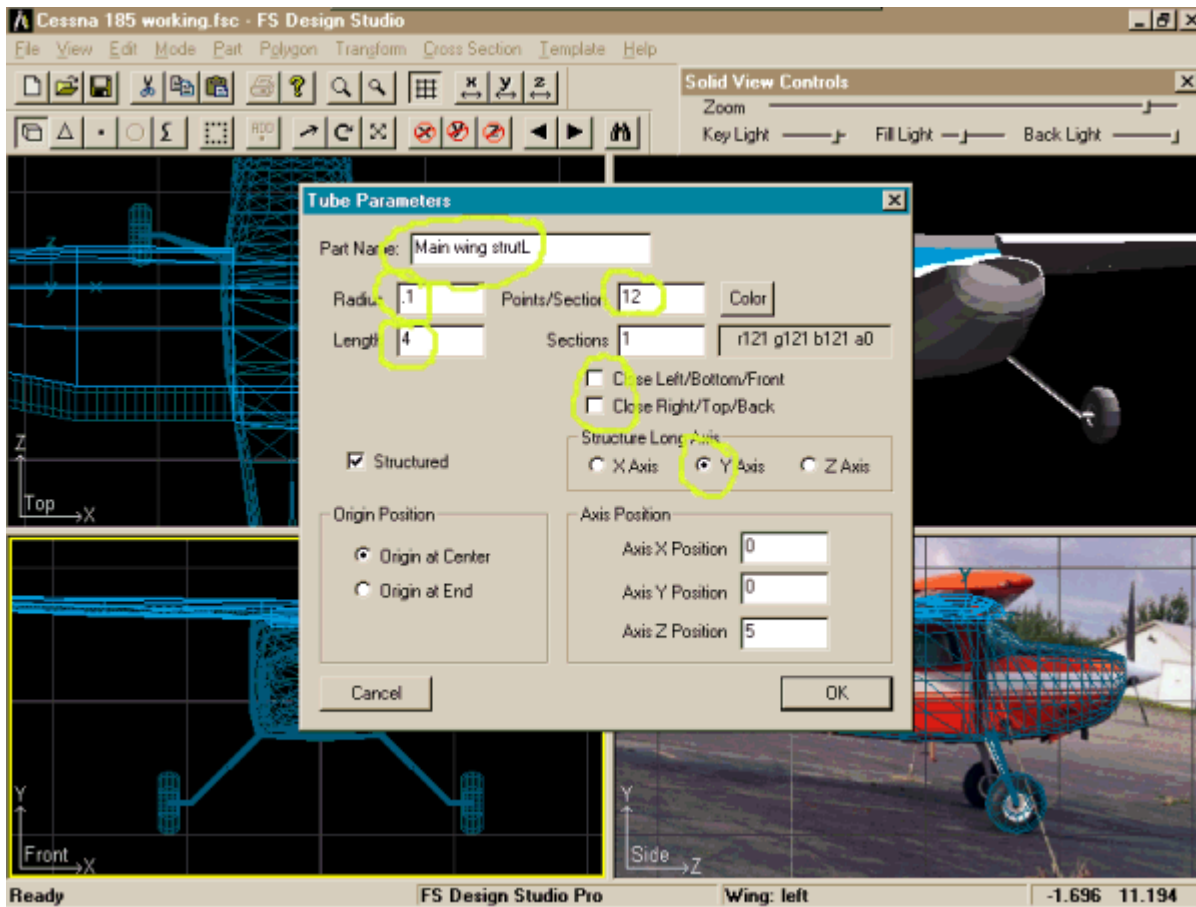 Cessna 185 working.fsc - FS Design Studio
File View Edit Mode Part Polygon Transform Cross Section Template Help
x y z
Solid View Controls
Zoom
Key Light Fill Light Back Light
ADD
Tube Parameters
Part Name: Main wing strutL
Radius .1 Points/Section 12 Color
Length 4 Sections 1 r121 g121 b121 a0
Close Left/Bottom/Front
Close Right/Top/Back
Structure Long Axis
Structured X Axis Y Axis Z Axis
Origin Position Axis Position
Origin at Center Axis X Position 0
Origin at End Axis Y Position 0
Axis Z Position 5
Cancel OK
z
y x
Z
Top X
Y
Front X
Y
Y
Side Z
Ready FS Design Studio Pro Wing: left -1.696 11.194